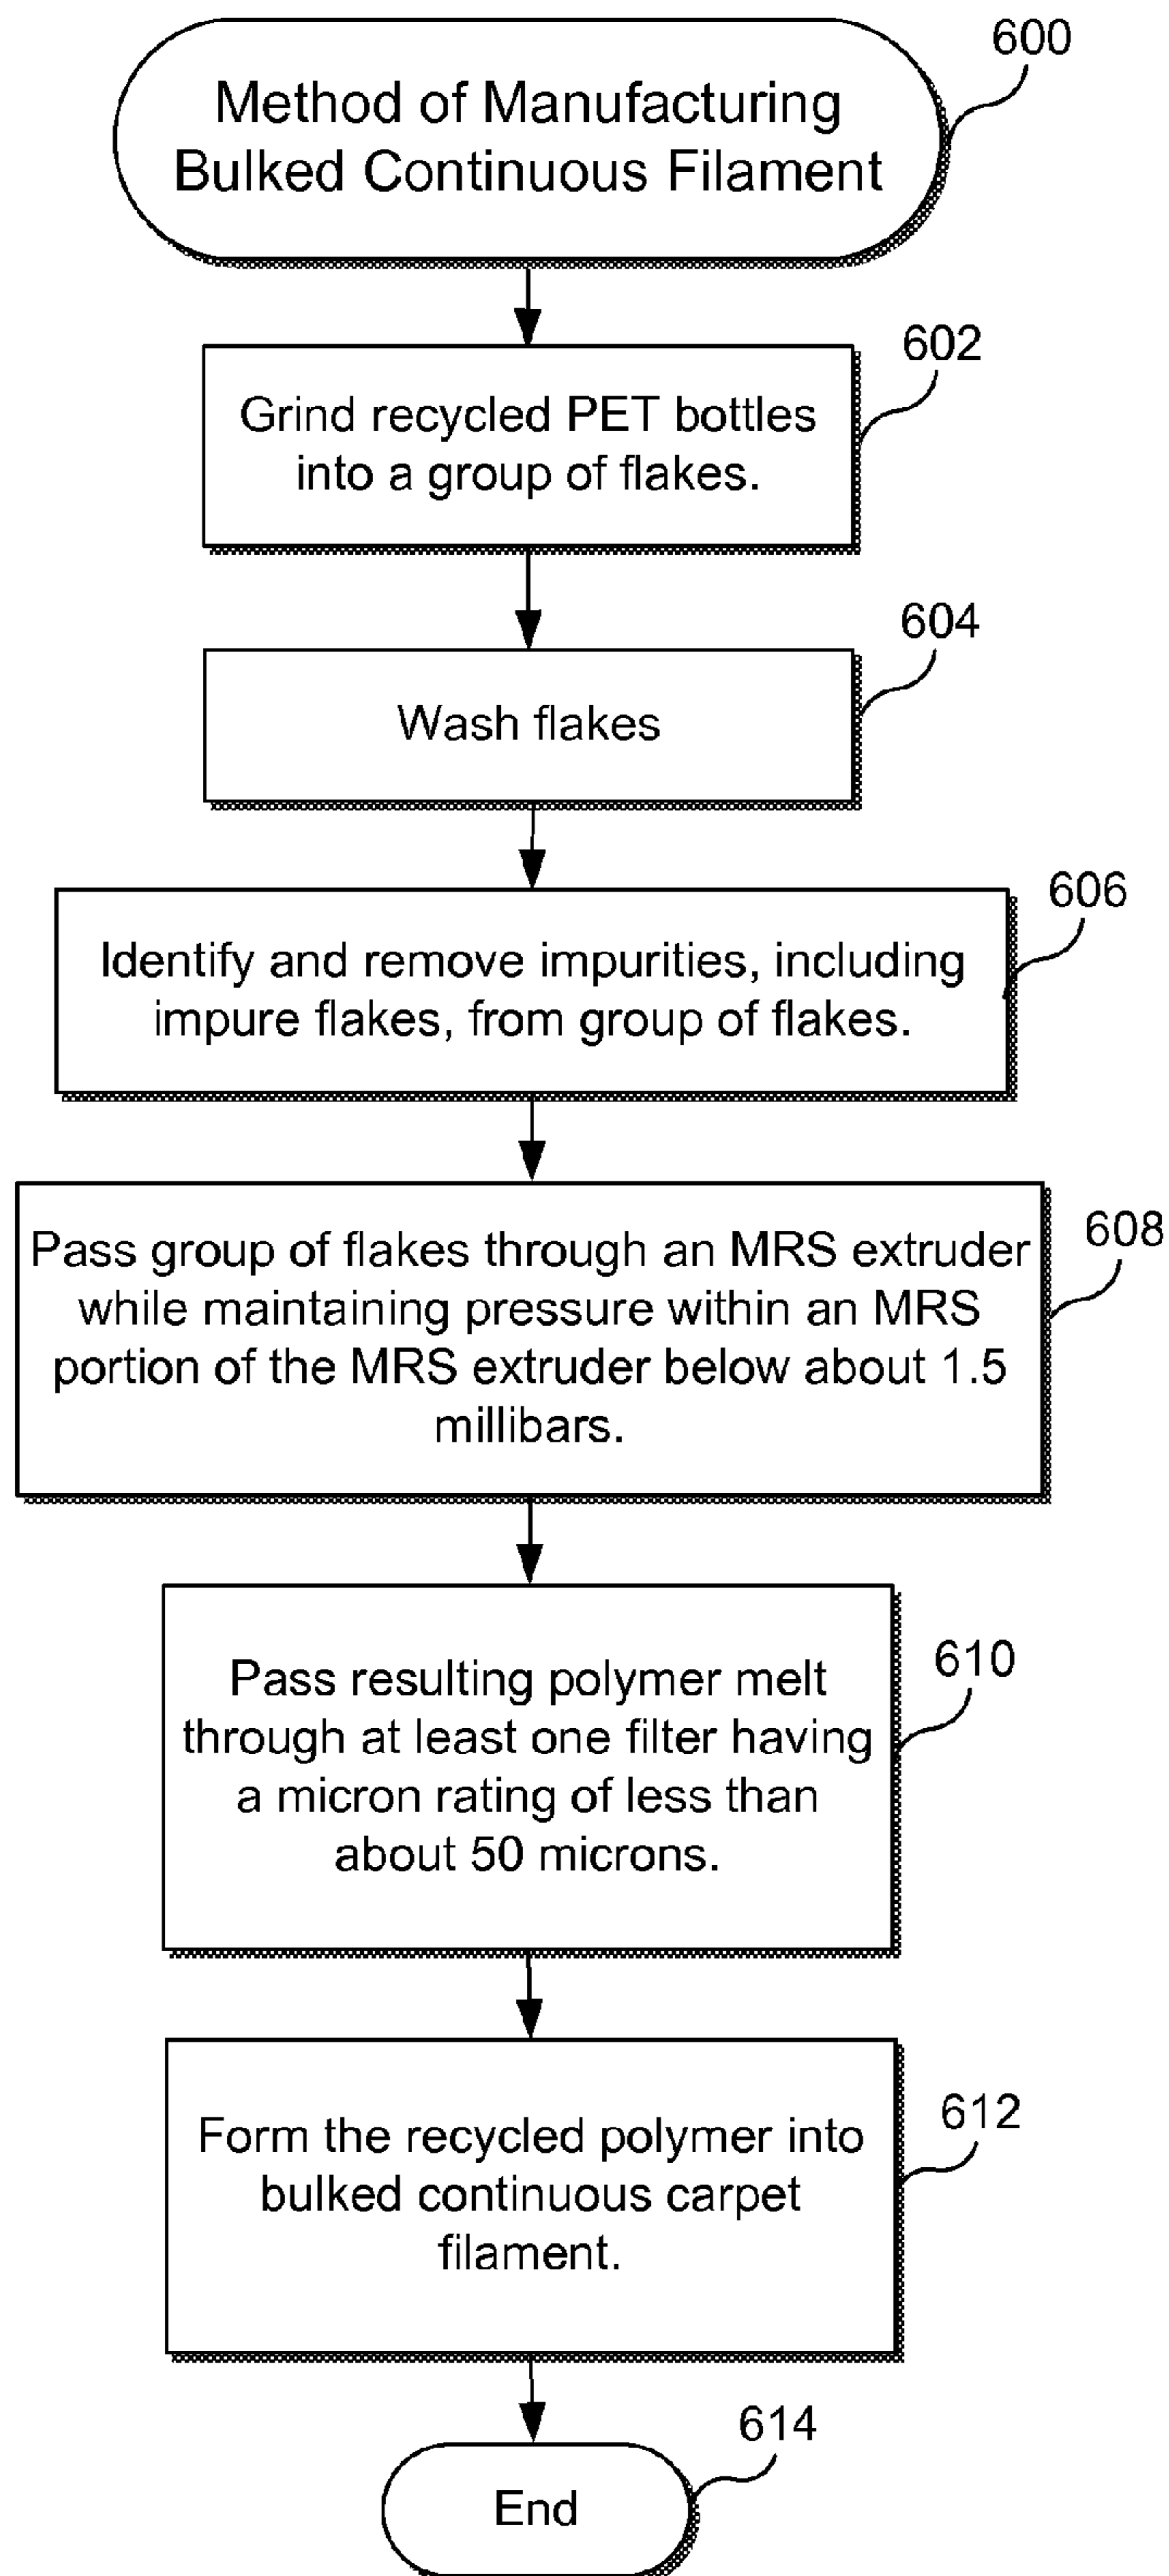 600
Method of Manufacturing
Bulked Continuous Filament
602
Grind recycled PET bottles
into a group of flakes.
604
Wash flakes
606
Identify and remove impurities, including
impure flakes, from group of flakes.
608
Pass group of flakes through an MRS extruder
while maintaining pressure within an MRS
portion of the MRS extruder below about 1.5
millibars.
610
Pass resulting polymer melt
through at least one filter having
a micron rating of less than
about 50 microns.
612
Form the recycled polymer into
bulked continuous carpet
filament.
614
End